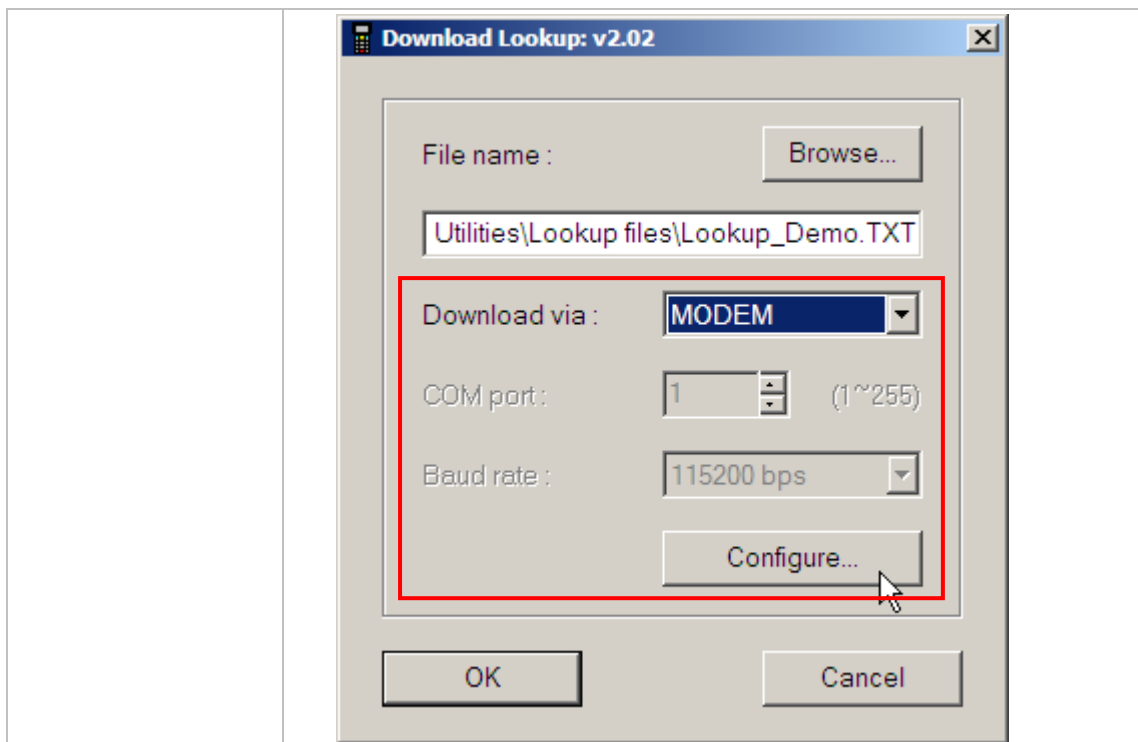 Download Lookup: v2.02
File name :
Browse...
Utilities\Lookup files\Lookup_Demo.TXT
Download via :
MODEM
COM port :
1
(1~255)
Baud rate :
115200 bps
Configure...
OK
Cancel